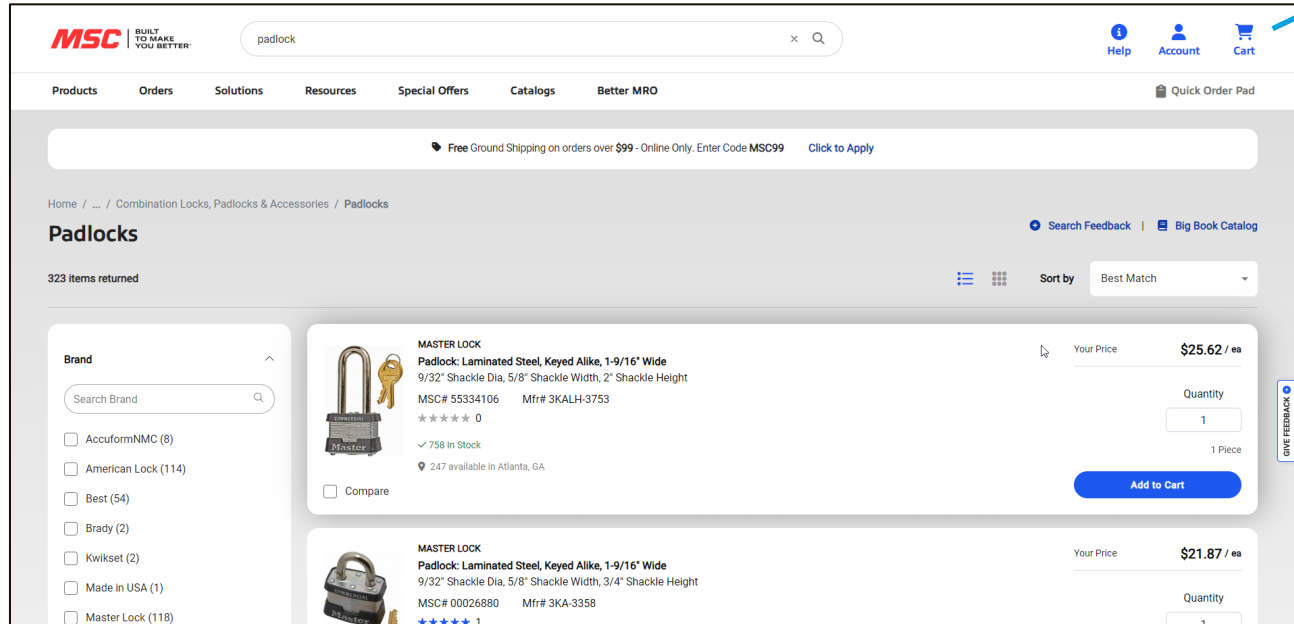 MSC BUILT TO MAKE YOU BETTER
padlock
Help Account Cart
Products Orders Solutions Resources Special Offers Catalogs Better MRO Quick Order Pad
Free Ground Shipping on orders over $99 - Online Only. Enter Code MSC99 Click to Apply
Home / ... / Combination Locks, Padlocks & Accessories / Padlocks
Padlocks
Search Feedback | Big Book Catalog
323 items returned
Sort by Best Match
Brand
Search Brand
AccuformNMC (8)
American Lock (114)
Best (54)
Brady (2)
Kwikset (2)
Made in USA (1)
Master Lock (118)
COMMERCIAL
Master
MASTER LOCK
Padlock: Laminated Steel, Keyed Alike, 1-9/16" Wide
9/32" Shackle Dia, 5/8" Shackle Width, 2" Shackle Height
MSC# 55334106 Mfr# 3KALH-3753
0
758 In Stock
247 available in Atlanta, GA
Compare
Your Price $25.62 / ea
Quantity
1
1 Piece
Add to Cart
COMMERCIAL
Master
MASTER LOCK
Padlock: Laminated Steel, Keyed Alike, 1-9/16" Wide
9/32" Shackle Dia, 5/8" Shackle Width, 3/4" Shackle Height
MSC# 00026880 Mfr# 3KA-3358
1
Your Price $21.87 / ea
Quantity
1
GIVE FEEDBACK